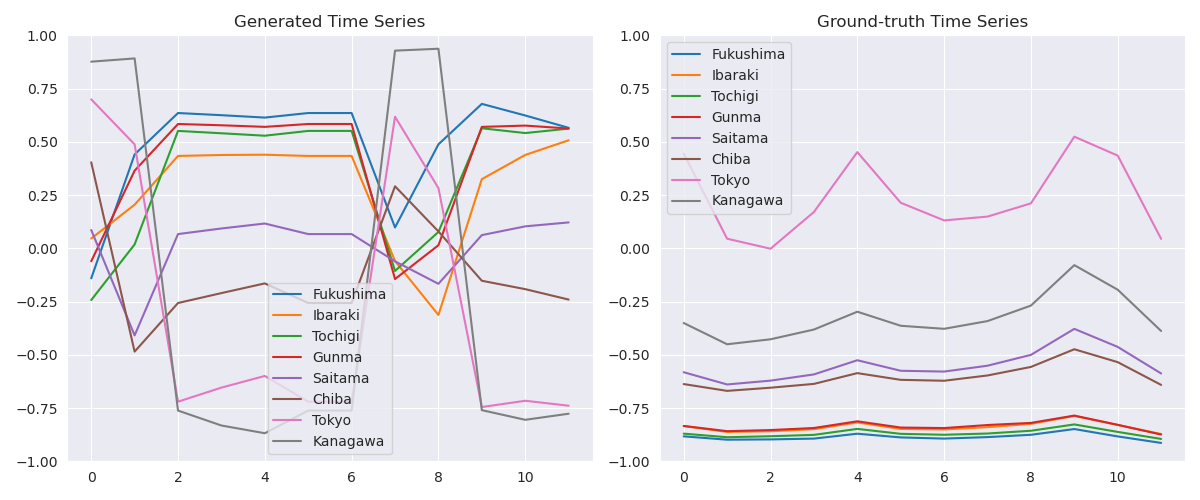 Generated Time Series
1.00
0.75
0.50
0.25
0.00
−0.25
−0.50
−0.75
−1.00
0
2
4
6
8
10
Fukushima
Ibaraki
Tochigi
Gunma
Saitama
Chiba
Tokyo
Kanagawa
Ground-truth Time Series
1.00
0.75
0.50
0.25
0.00
−0.25
−0.50
−0.75
−1.00
0
2
4
6
8
10
Fukushima
Ibaraki
Tochigi
Gunma
Saitama
Chiba
Tokyo
Kanagawa